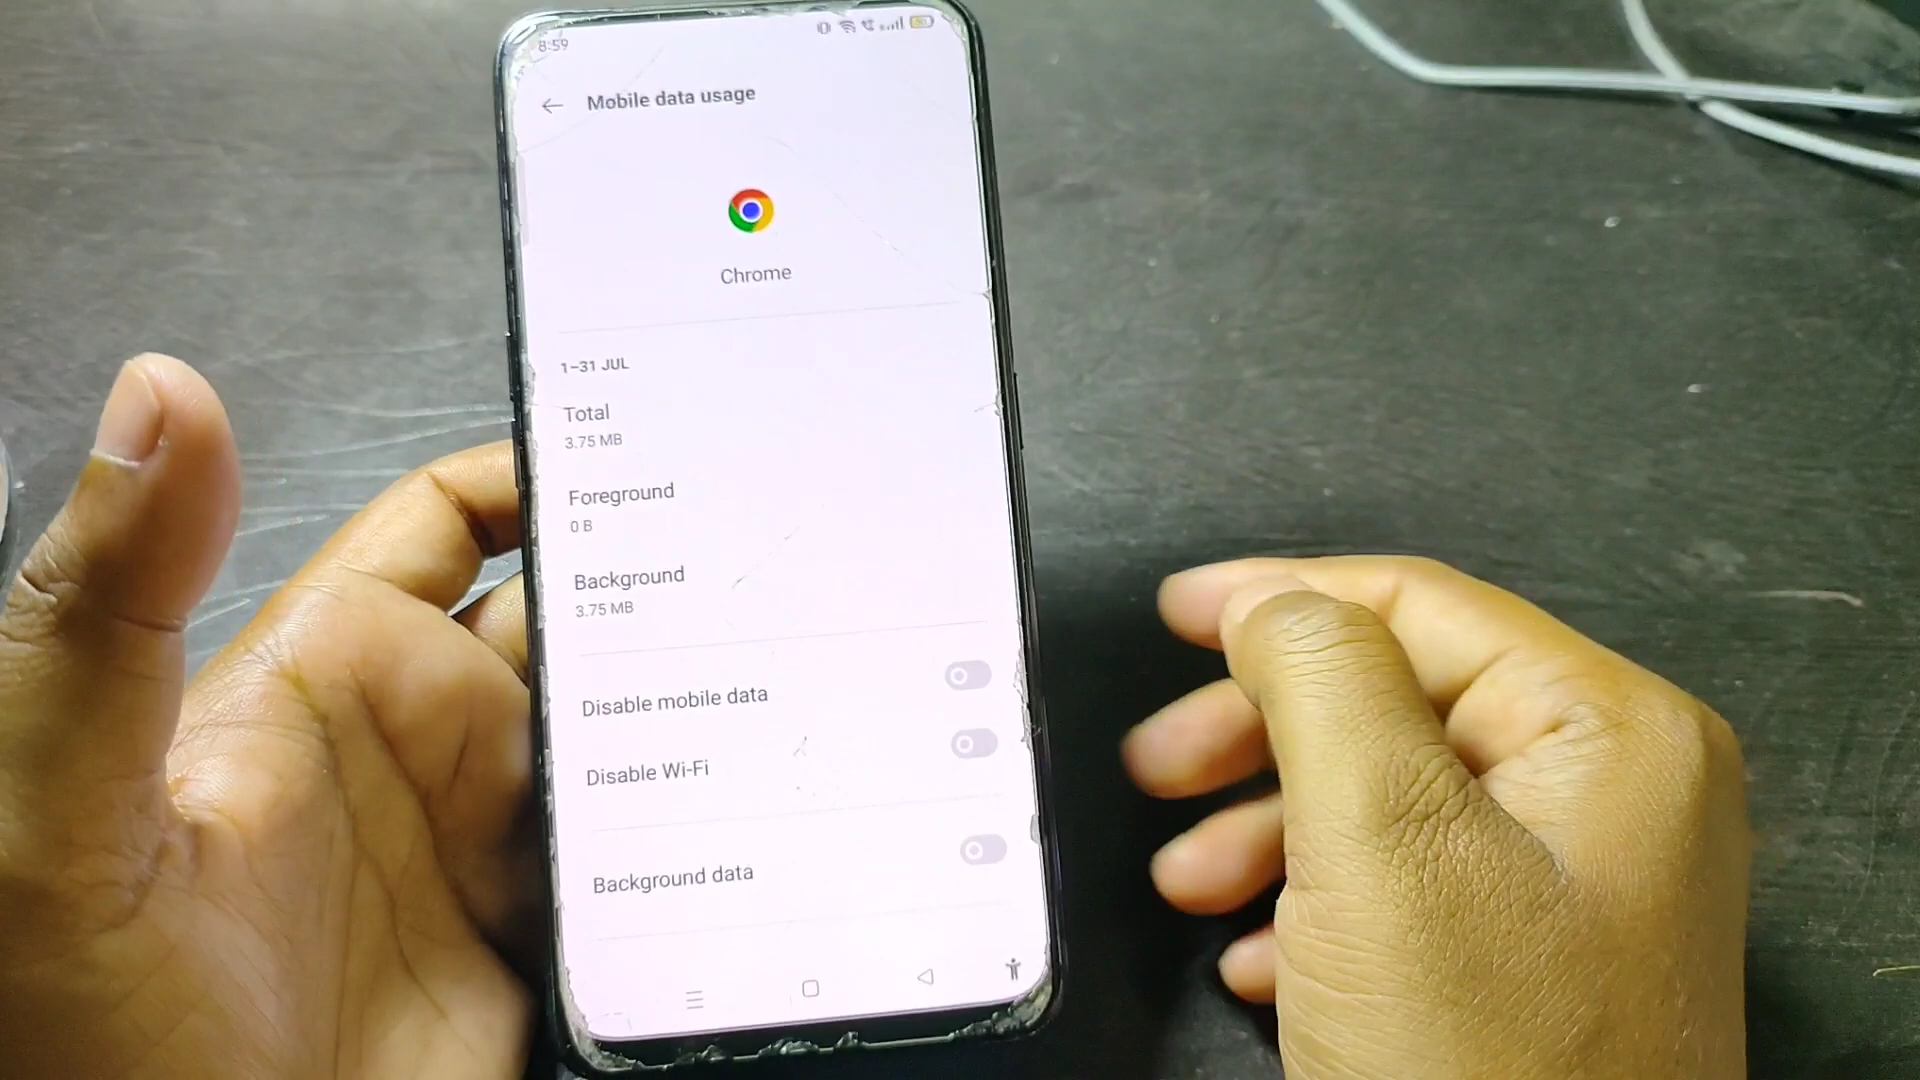 8:59
Mobile data usage
Chrome
1–31 JUL
Total
3.75 MB
Foreground
0 B
Background
3.75 MB
Disable mobile data
Disable Wi-Fi
Background data